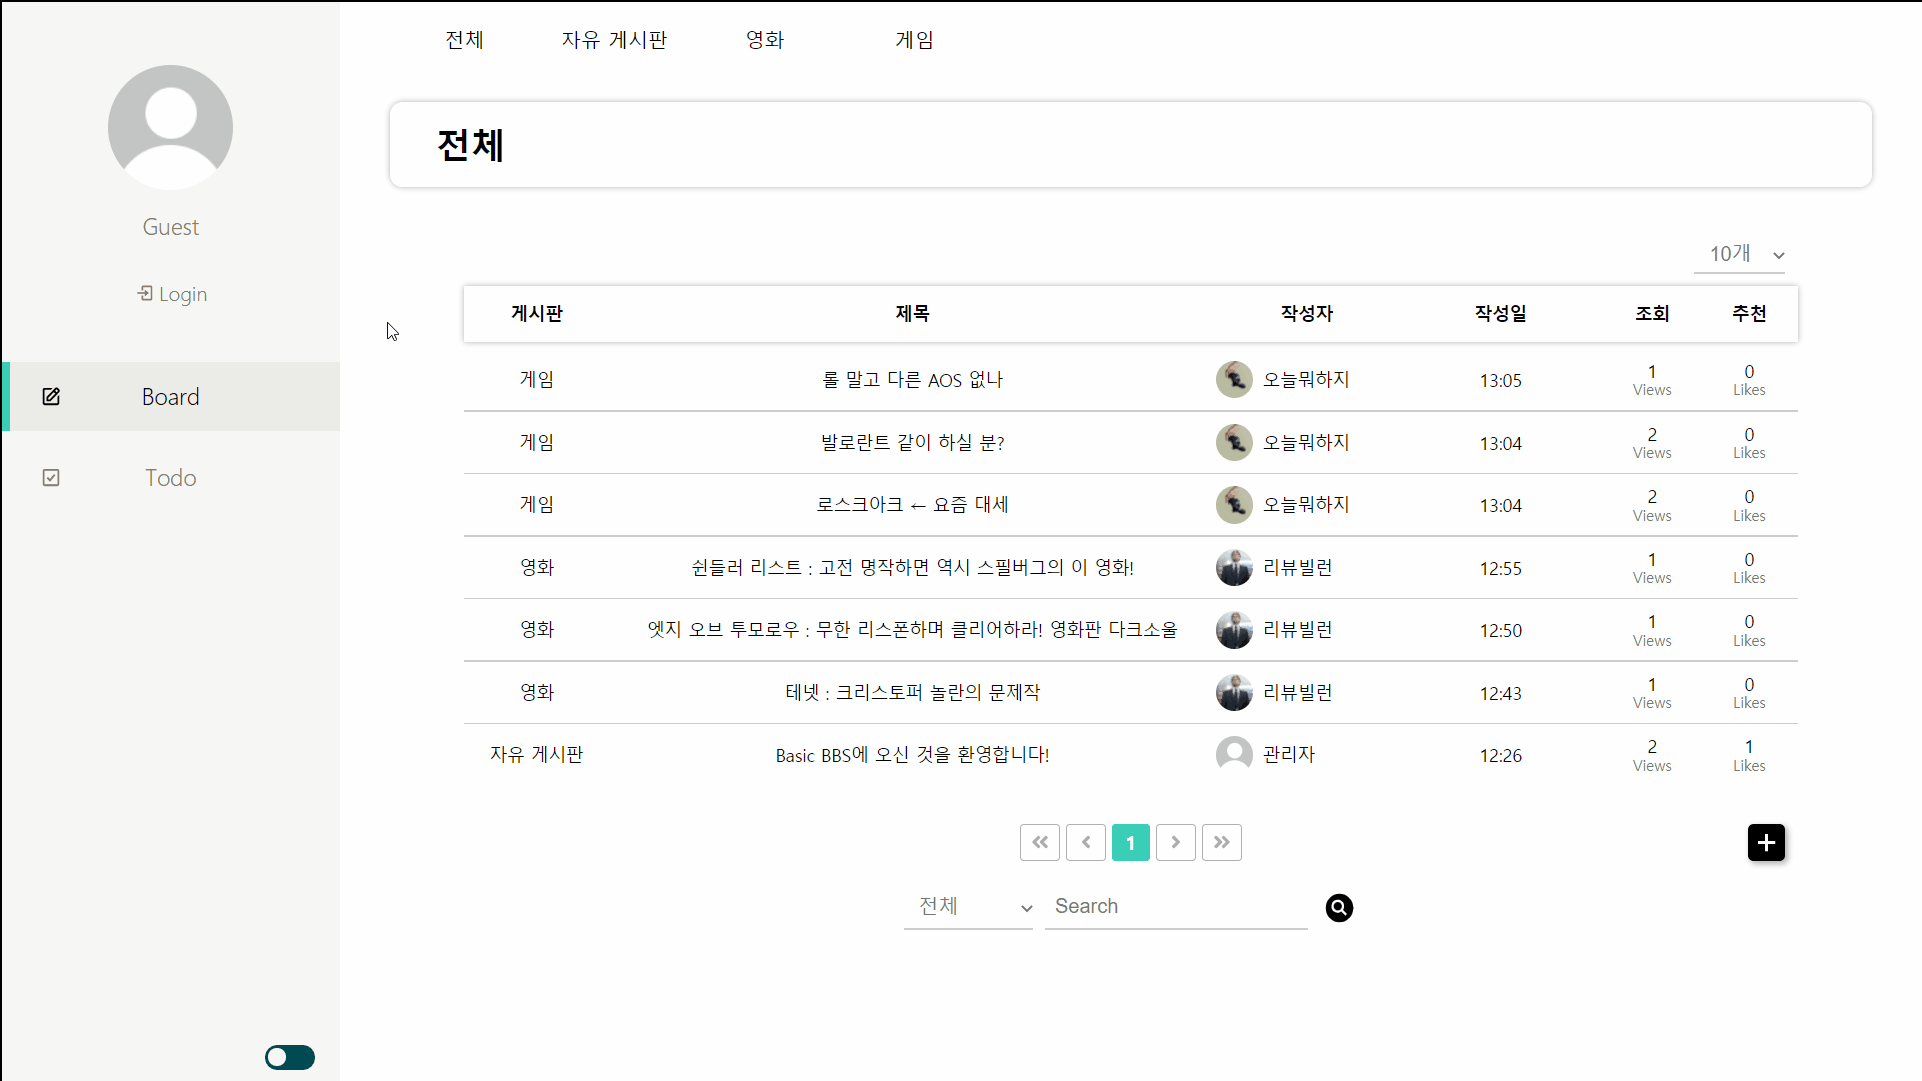 전체 자유 게시판 영화 게임
Guest
Login
Board
Todo
전체
10개
게시판 제목 작성자 작성일 조회 추천
게임 롤 말고 다른 AOS 없나 오늘뭐하지 13:05 1 Views 0 Likes
게임 발로란트 같이 하실 분? 오늘뭐하지 13:04 2 Views 0 Likes
게임 로스크아크 ← 요즘 대세 오늘뭐하지 13:04 2 Views 0 Likes
영화 쉰들러 리스트 : 고전 명작하면 역시 스필버그의 이 영화! 리뷰빌런 12:55 1 Views 0 Likes
영화 엣지 오브 투모로우 : 무한 리스폰하며 클리어하라! 영화판 다크소울 리뷰빌런 12:50 1 Views 0 Likes
영화 테넷 : 크리스토퍼 놀란의 문제작 리뷰빌런 12:43 1 Views 0 Likes
자유 게시판 Basic BBS에 오신 것을 환영합니다! 관리자 12:26 2 Views 1 Likes
1
전체 Search